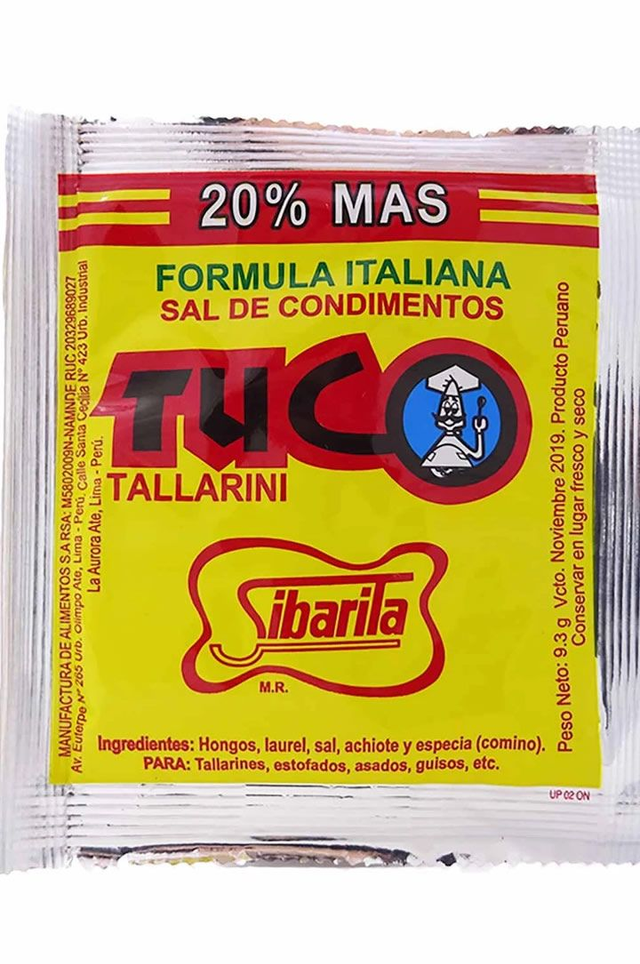 20% MAS
FORMULA ITALIANA
SAL DE CONDIMENTOS
TUCO
TALLARINI
Sibarita
M.R.
Ingredientes: Hongos, laurel, sal, achiote y especia (comino).
PARA: Tallarines, estofados, asados, guisos, etc.
UP 02 ON
MANUFACTURA DE ALIMENTOS S.A RSA: M5802009N-NAMNDE RUC 20329689027
Av. Euterpe N° 265 Urb. Olimpo Ate, Lima - Perú, Calle Santa Cecilia N° 423 Urb. Industrial
La Aurora Ate, Lima - Perú.
Peso Neto: 9.3 g Vcto. Noviembre 2019. Producto Peruano
Conservar en lugar fresco y seco